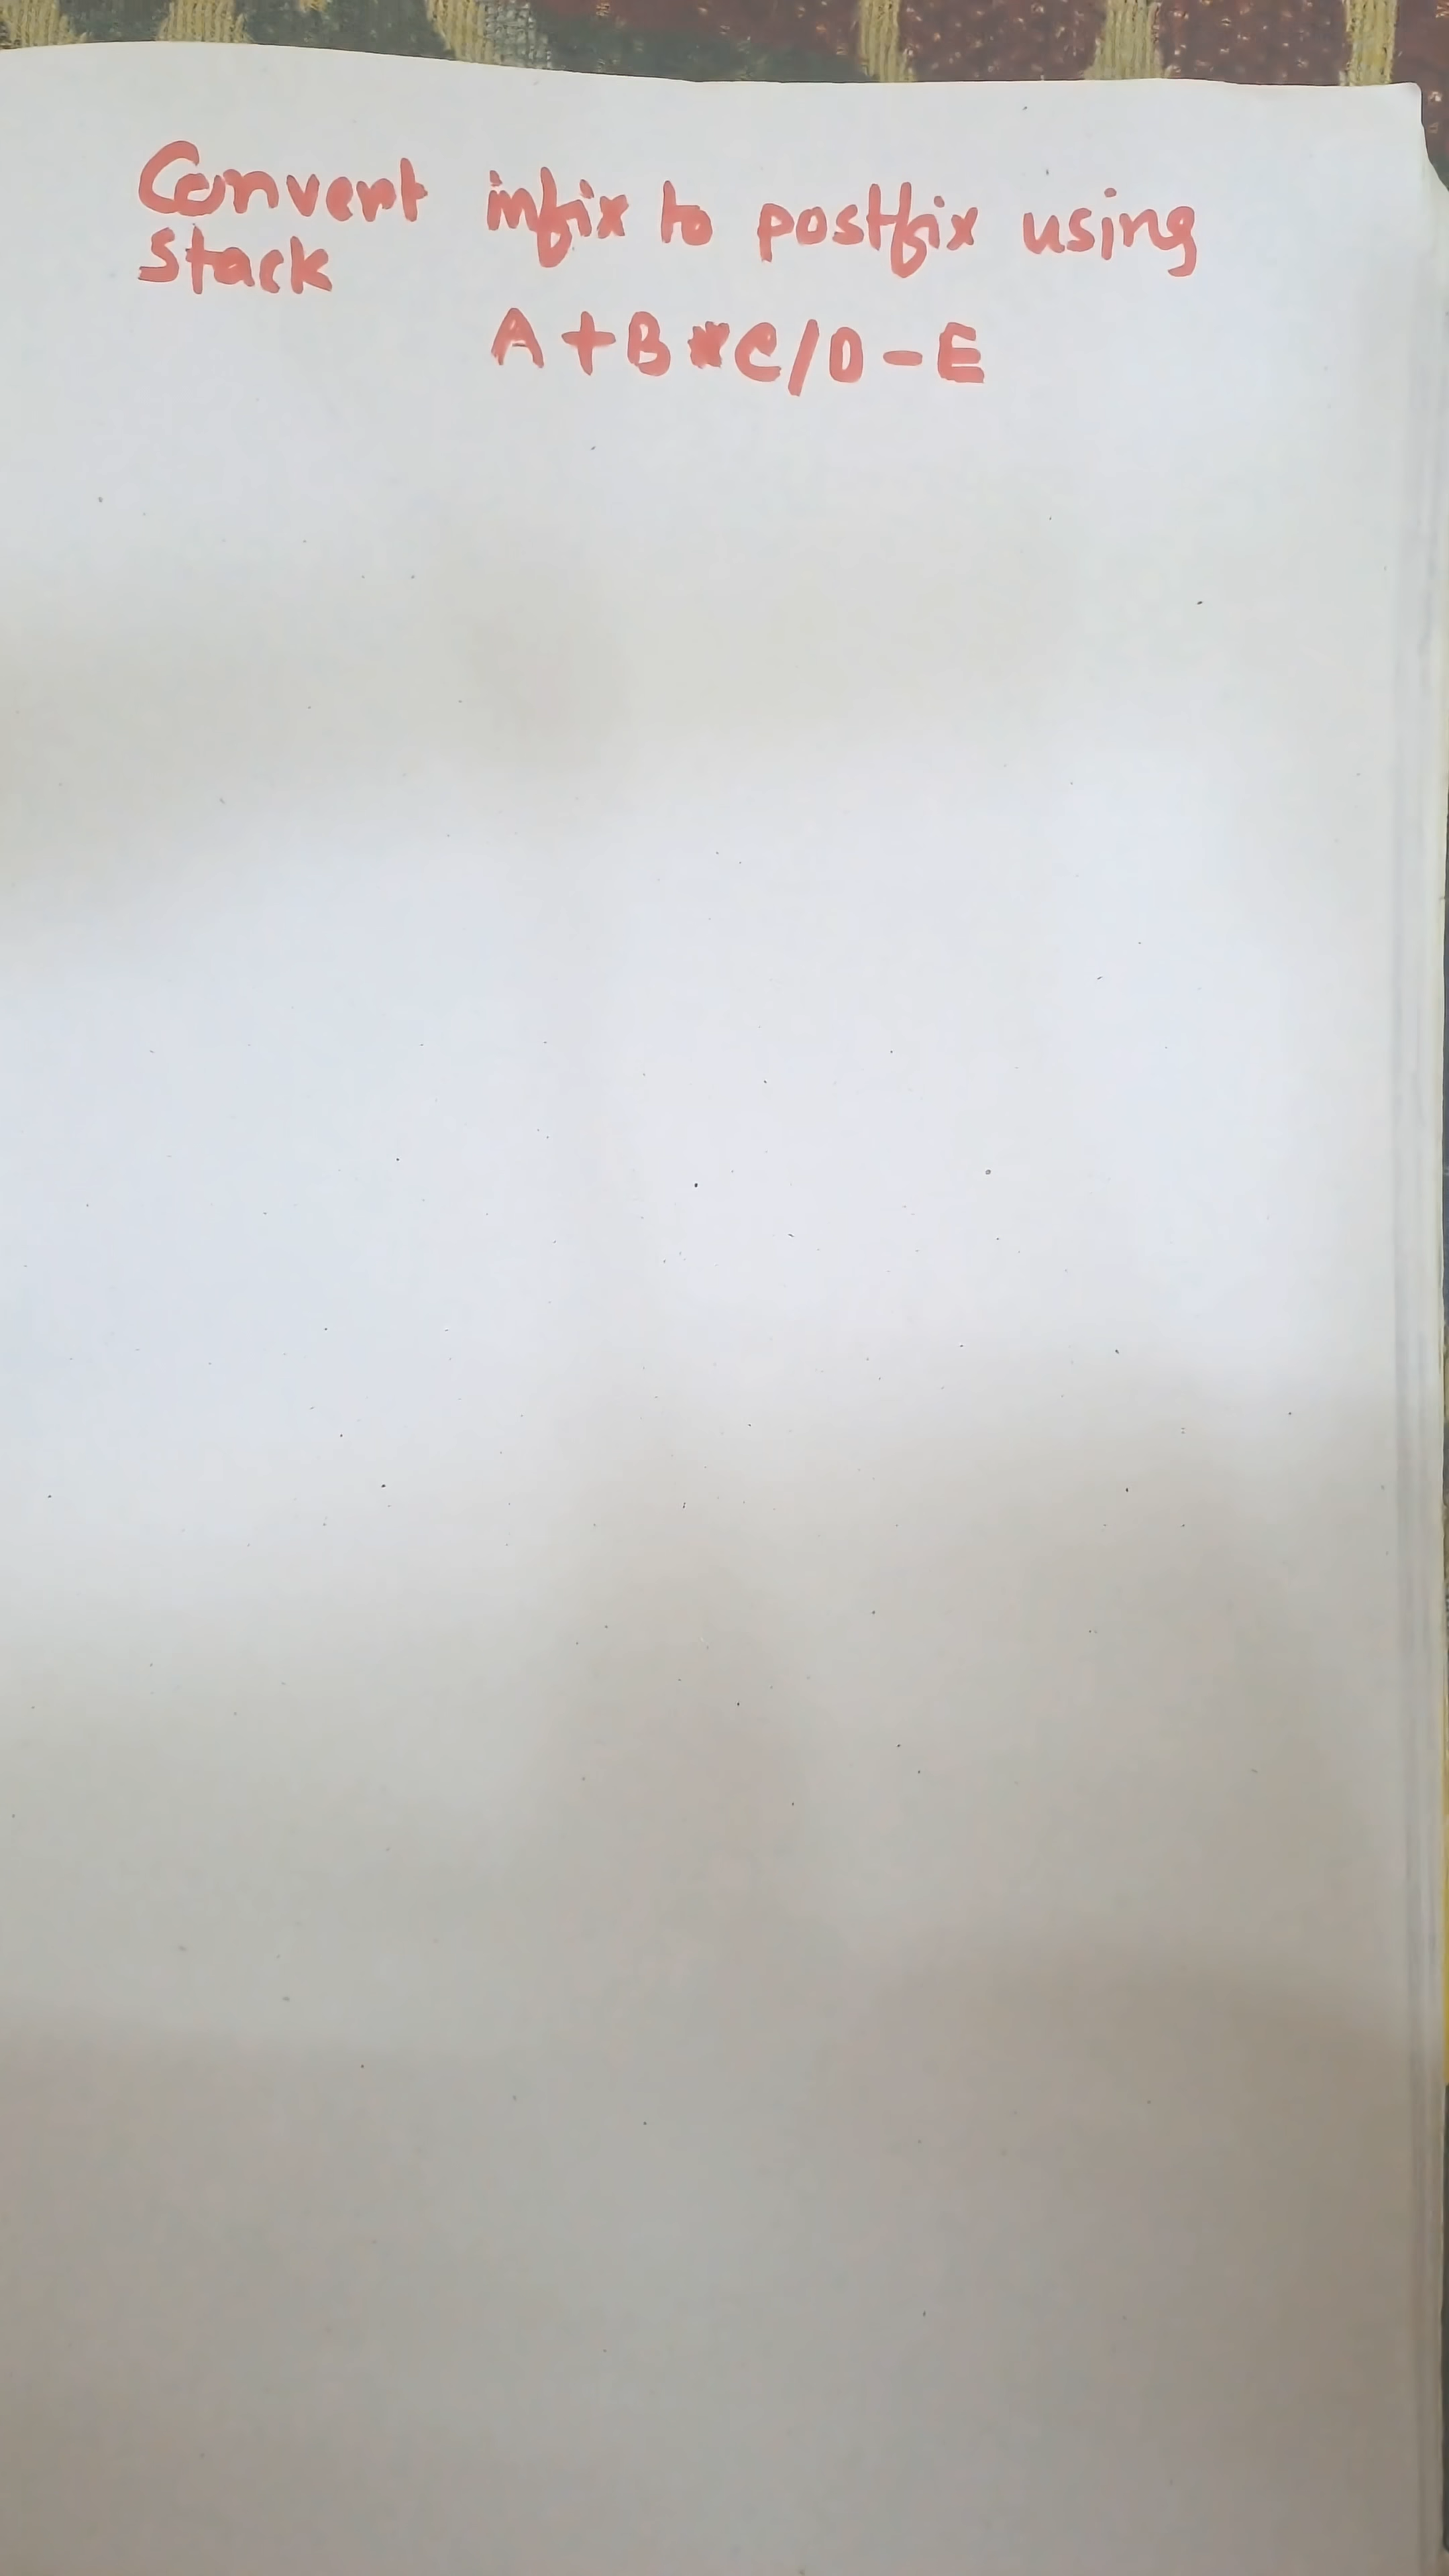 Convert infix to postfix using
Stack
A + B * C / D - E